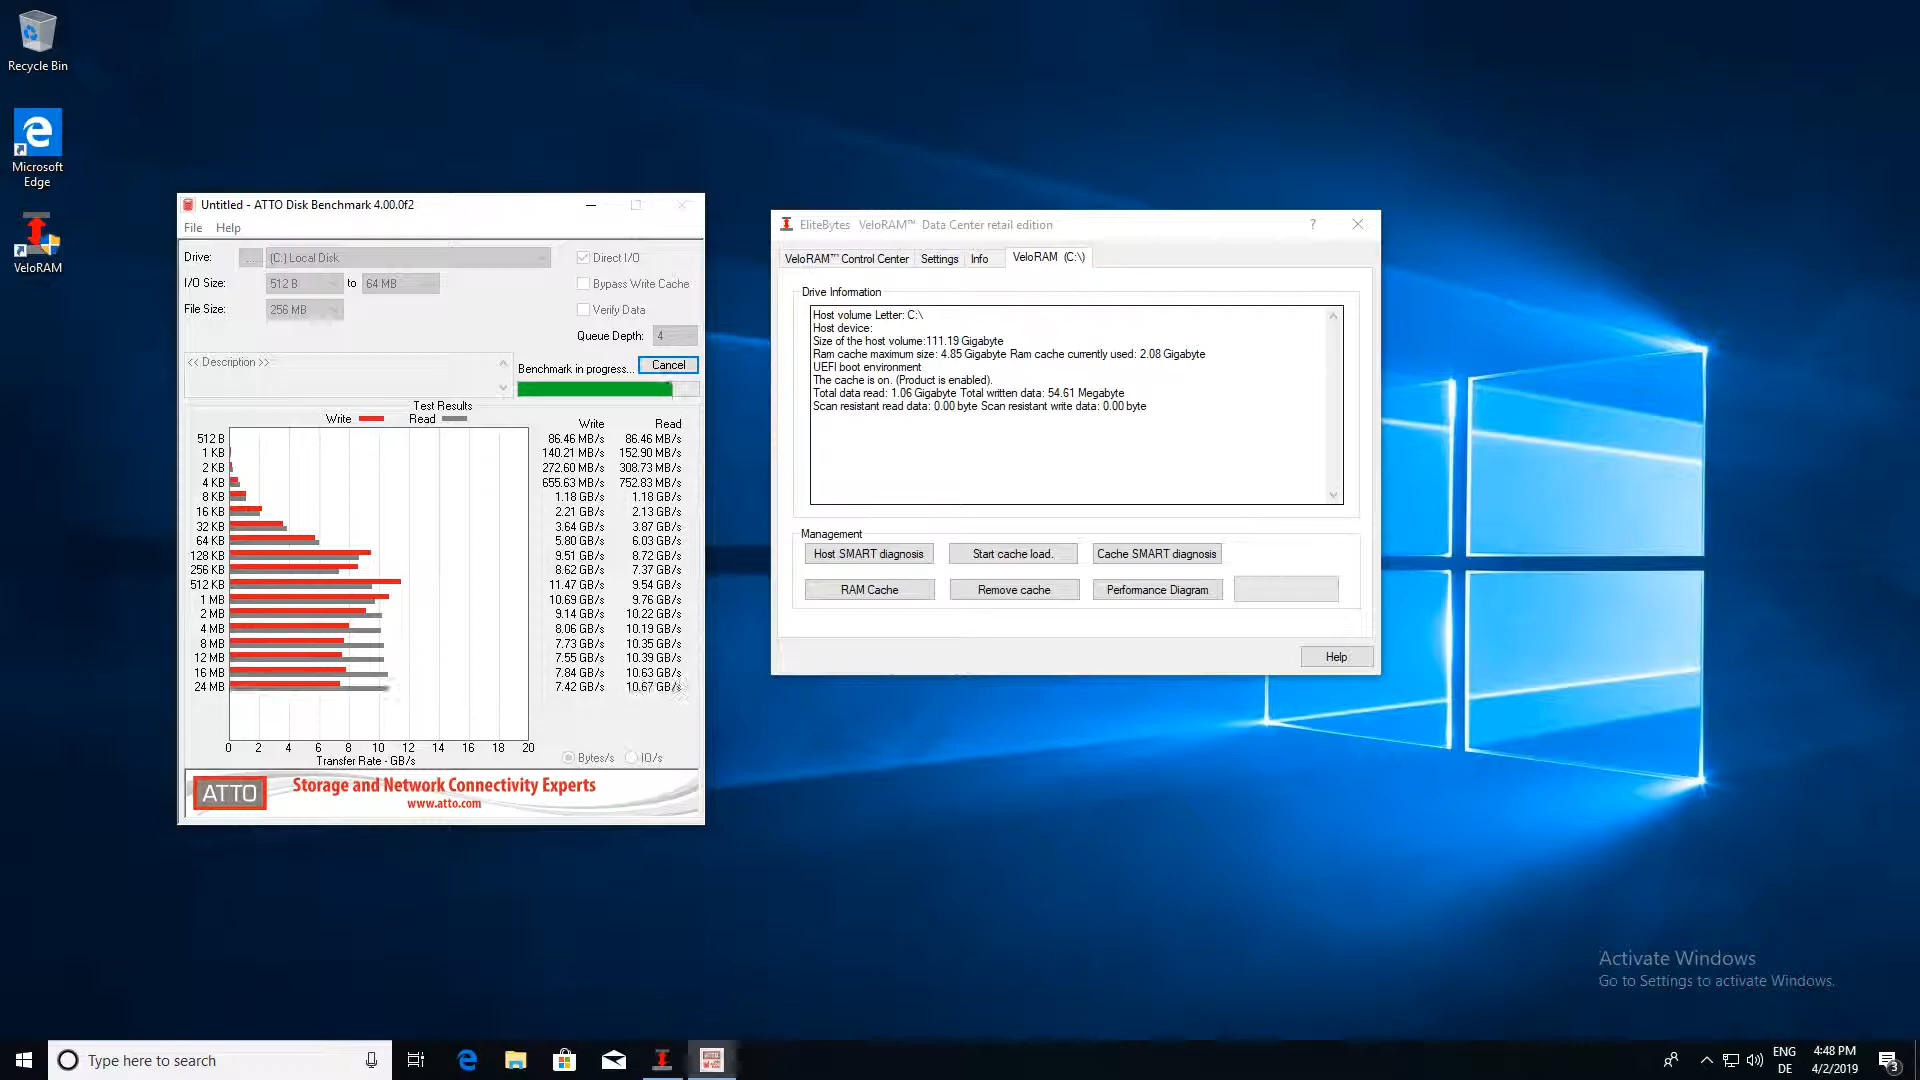 Recycle Bin
Microsoft
Edge
VeloRAM
Untitled - ATTO Disk Benchmark 4.00.0f2
File Help
Drive: (C:) Local Disk
Direct I/O
I/O Size: 512 B to 64 MB
Bypass Write Cache
File Size: 256 MB
Verify Data
Queue Depth: 4
<< Description >>
Benchmark in progress... Cancel
Test Results
Write Read
Write Read
512 B 86.46 MB/s 86.46 MB/s
1 KB 140.21 MB/s 152.90 MB/s
2 KB 272.60 MB/s 308.73 MB/s
4 KB 655.63 MB/s 752.83 MB/s
8 KB 1.18 GB/s 1.18 GB/s
16 KB 2.21 GB/s 2.13 GB/s
32 KB 3.64 GB/s 3.87 GB/s
64 KB 5.80 GB/s 6.03 GB/s
128 KB 9.51 GB/s 8.72 GB/s
256 KB 8.62 GB/s 7.37 GB/s
512 KB 11.47 GB/s 9.54 GB/s
1 MB 10.69 GB/s 9.76 GB/s
2 MB 9.14 GB/s 10.22 GB/s
4 MB 8.06 GB/s 10.19 GB/s
8 MB 7.73 GB/s 10.35 GB/s
12 MB 7.55 GB/s 10.39 GB/s
16 MB 7.84 GB/s 10.63 GB/s
24 MB 7.42 GB/s 10.67 GB/s
0 2 4 6 8 10 12 14 16 18 20
Transfer Rate - GB/s
Bytes/s IO/s
ATTO
Storage and Network Connectivity Experts
www.atto.com
EliteBytes VeloRAM™ Data Center retail edition
VeloRAM™ Control Center Settings Info VeloRAM (C:\)
Drive Information
Host volume Letter: C:\
Host device:
Size of the host volume:111.19 Gigabyte
Ram cache maximum size: 4.85 Gigabyte Ram cache currently used: 2.08 Gigabyte
UEFI boot environment
The cache is on. (Product is enabled).
Total data read: 1.06 Gigabyte Total written data: 54.61 Megabyte
Scan resistant read data: 0.00 byte Scan resistant write data: 0.00 byte
Management
Host SMART diagnosis Start cache load. Cache SMART diagnosis
RAM Cache Remove cache Performance Diagram
Help
Activate Windows
Go to Settings to activate Windows.
Type here to search
ENG
DE
4:48 PM
4/2/2019
3